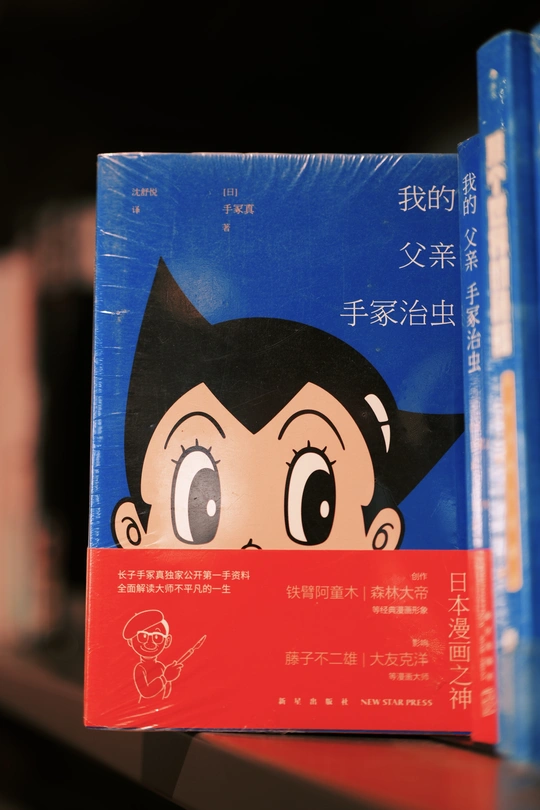 沈舒悦
译
[日]
手冢真
著
我的
父亲
手冢治虫
长子手冢真独家公开第一手资料
全面解读大师不平凡的一生
创作
铁臂阿童木|森林大帝
等经典漫画形象
影响
藤子不二雄|大友克洋
等漫画大师
日本漫画之神
新星出版社 NEW STAR PRESS
我的 父亲 手冢治虫